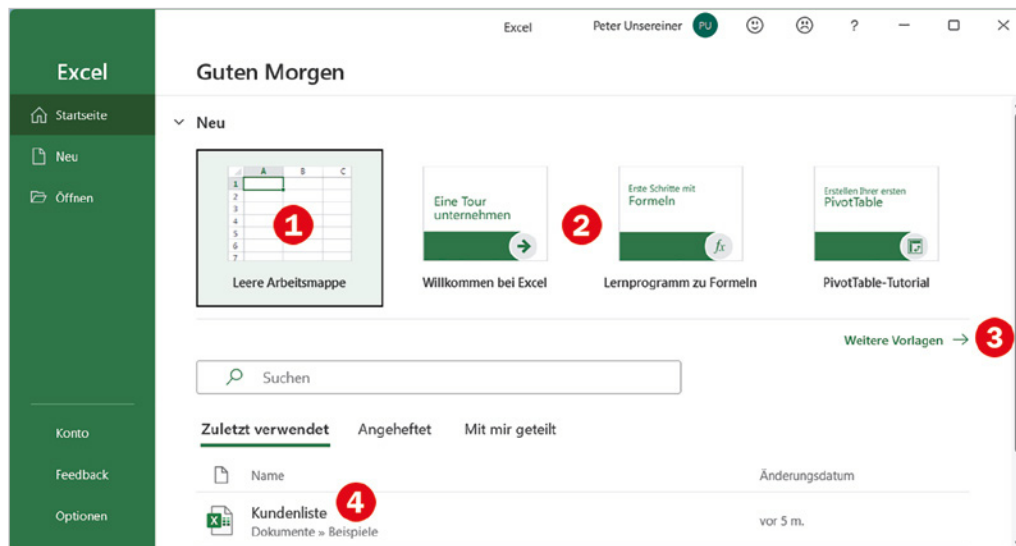 Excel
Peter Unsereiner PU ?
Excel
Startseite
Neu
Öffnen
Konto
Feedback
Optionen
Guten Morgen
Neu
A B C
1
2
3
4
5
6
7
1
Leere Arbeitsmappe
Eine Tour
unternehmen
Willkommen bei Excel
2
Erste Schritte mit
Formeln
fx
Lernprogramm zu Formeln
Erstellen Ihrer ersten
PivotTable
PivotTable-Tutorial
Weitere Vorlagen → 3
Suchen
Zuletzt verwendet Angeheftet Mit mir geteilt
Name Änderungsdatum
Kundenliste 4 vor 5 m.
Dokumente » Beispiele